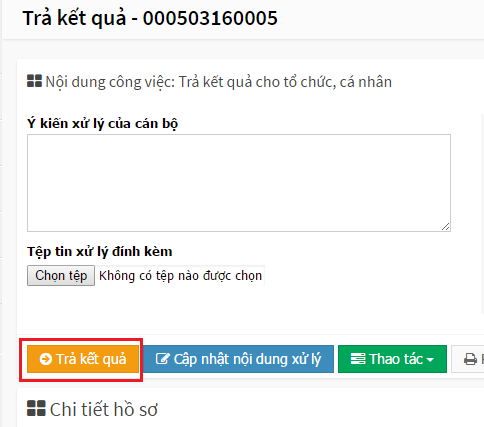 Trả kết quả - 000503160005
Nội dung công việc: Trả kết quả cho tổ chức, cá nhân
Ý kiến xử lý của cán bộ
Tệp tin xử lý đính kèm
Chọn tệp Không có tệp nào được chọn
Trả kết quả Cập nhật nội dung xử lý Thao tác
Chi tiết hồ sơ